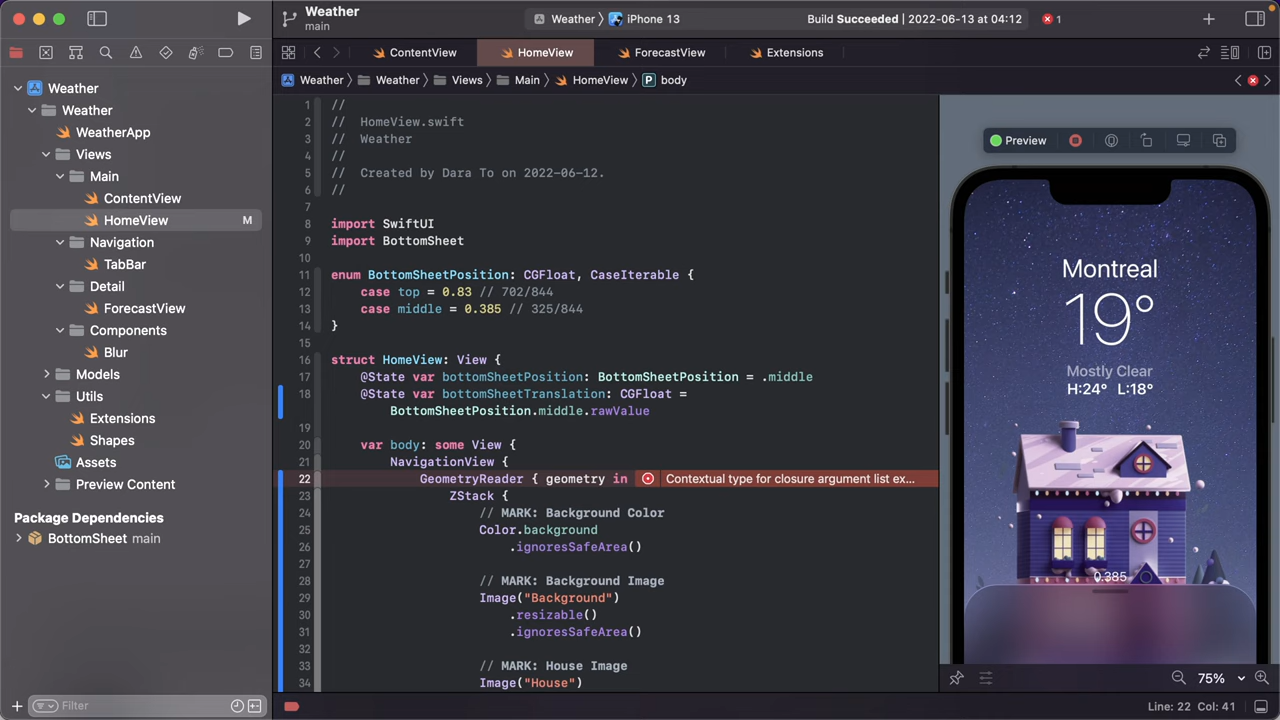 Weather
main
Weather
iPhone 13
Build Succeeded | 2022-06-13 at 04:12
1
ContentView
HomeView
ForecastView
Extensions
Weather
Weather
Views
Main
HomeView
P
body
Weather
Weather
WeatherApp
Views
Main
ContentView
HomeView
M
Navigation
TabBar
Detail
ForecastView
Components
Blur
Models
Utils
Extensions
Shapes
Assets
Preview Content
Package Dependencies
BottomSheet main
Filter
1 //
2 //  HomeView.swift
3 //  Weather
4 //
5 //  Created by Dara To on 2022-06-12.
6 //
7
8 import SwiftUI
9 import BottomSheet
10
11 enum BottomSheetPosition: CGFloat, CaseIterable {
12     case top = 0.83 // 702/844
13     case middle = 0.385 // 325/844
14 }
15
16 struct HomeView: View {
17     @State var bottomSheetPosition: BottomSheetPosition = .middle
18     @State var bottomSheetTranslation: CGFloat =
BottomSheetPosition.middle.rawValue
19
20     var body: some View {
21         NavigationView {
22             GeometryReader { geometry in
Contextual type for closure argument list ex...
23                 ZStack {
24                     // MARK: Background Color
25                     Color.background
26                         .ignoresSafeArea()
27
28                     // MARK: Background Image
29                     Image("Background")
30                         .resizable()
31                         .ignoresSafeArea()
32
33                     // MARK: House Image
34                     Image("House")
Preview
Montreal
19°
Mostly Clear
H:24° L:18°
0.385
75%
Line: 22 Col: 41